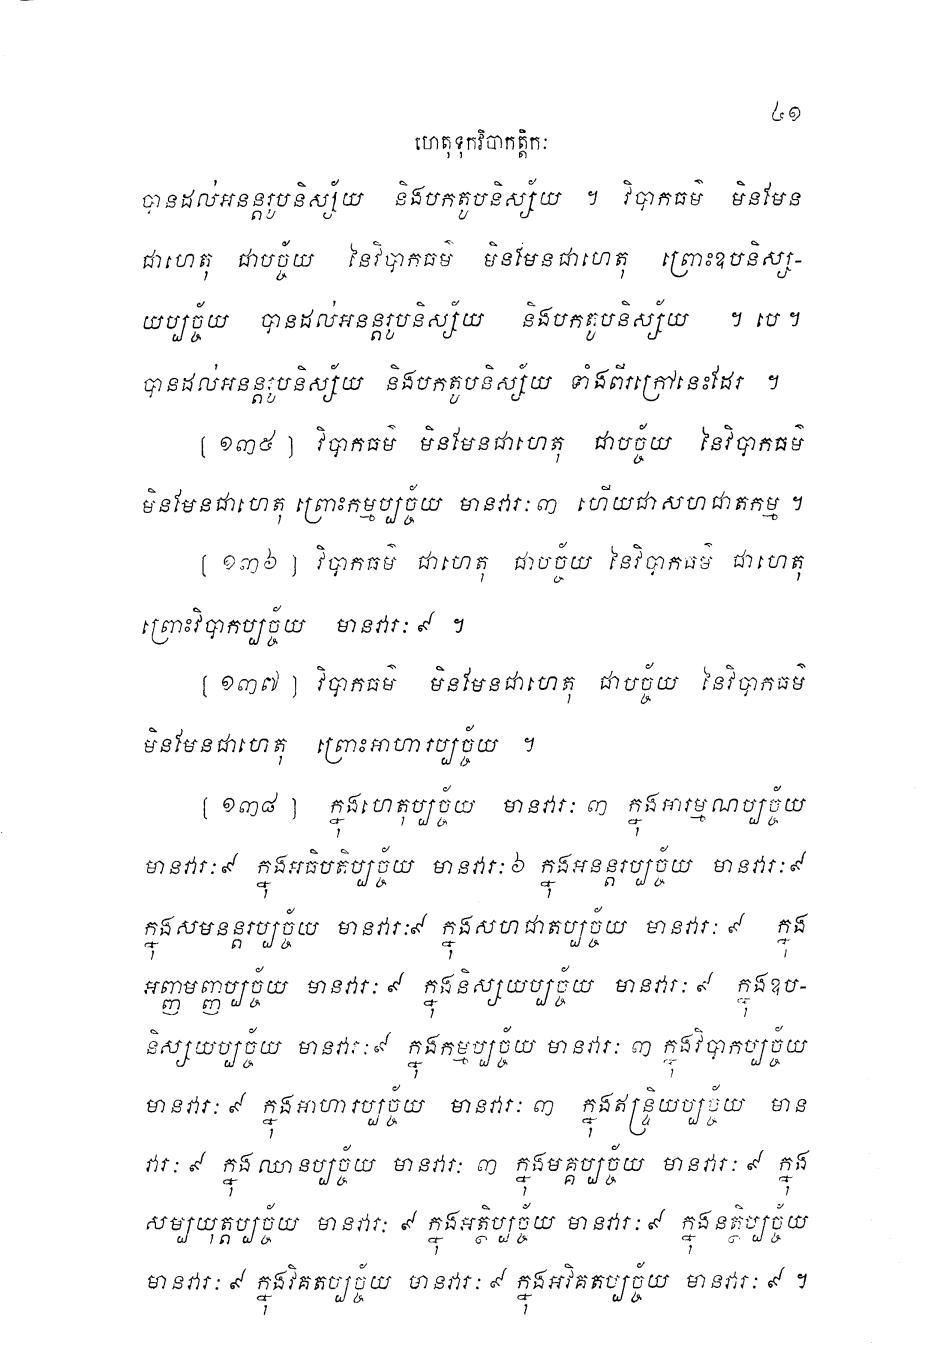 ៤១
ហេតុទុកវិបាកត្តិកៈ
បានដល់អនន្តរូបនិស្ស័យ និងបកតូបនិស្ស័យ ។ វិបាកធម៌ មិនមែន
ជាហេតុ ជាបច្ច័យ នៃវិបាកធម៌ មិនមែនជាហេតុ ព្រោះឧបនិស្ស-
យប្បច្ច័យ បានដល់អនន្តរូបនិស្ស័យ និងបកតូបនិស្ស័យ ។ បេ ។
បានដល់អនន្តរូបនិស្ស័យ និងបកតូបនិស្ស័យ ទាំងពីរក្រៅនេះដែរ ។
[ ១៣៥ ] វិបាកធម៌ មិនមែនជាហេតុ ជាបច្ច័យ នៃវិបាកធម៌
មិនមែនជាហេតុ ព្រោះកម្មប្បច្ច័យ មានវារៈ ៣ ហើយជាសហជាតកម្ម ។
[ ១៣៦ ] វិបាកធម៌ ជាហេតុ ជាបច្ច័យ នៃវិបាកធម៌ ជាហេតុ
ព្រោះវិបាកប្បច្ច័យ មានវារៈ ៩ ។
[ ១៣៧ ] វិបាកធម៌ មិនមែនជាហេតុ ជាបច្ច័យ នៃវិបាកធម៌
មិនមែនជាហេតុ ព្រោះអាហារប្បច្ច័យ ។
[ ១៣៨ ] ក្នុងហេតុប្បច្ច័យ មានវារៈ ៣ ក្នុងអារម្មណប្បច្ច័យ
មានវារៈ ៩ ក្នុងអធិបតិប្បច្ច័យ មានវារៈ ៦ ក្នុងអនន្តរប្បច្ច័យ មានវារៈ ៩
ក្នុងសមនន្តរប្បច្ច័យ មានវារៈ ៩ ក្នុងសហជាតប្បច្ច័យ មានវារៈ ៩ ក្នុង
អញ្ញាមញ្ញប្បច្ច័យ មានវារៈ ៩ ក្នុងនិស្សយប្បច្ច័យ មានវារៈ ៩ ក្នុងឧប-
និស្សយប្បច្ច័យ មានវារៈ ៩ ក្នុងកម្មប្បច្ច័យ មានវារៈ ៣ ក្នុងវិបាកប្បច្ច័យ
មានវារៈ ៩ ក្នុងអាហារប្បច្ច័យ មានវារៈ ៣ ក្នុងឥន្ទ្រិយប្បច្ច័យ មាន
វារៈ ៩ ក្នុងឈានប្បច្ច័យ មានវារៈ ៣ ក្នុងមគ្គប្បច្ច័យ មានវារៈ ៩ ក្នុង
សម្បយុត្តប្បច្ច័យ មានវារៈ ៩ ក្នុងអត្ថិប្បច្ច័យ មានវារៈ ៩ ក្នុងនត្ថិប្បច្ច័យ
មានវារៈ ៩ ក្នុងវិគតប្បច្ច័យ មានវារៈ ៩ ក្នុងអវិគតប្បច្ច័យ មានវារៈ ៩ ។